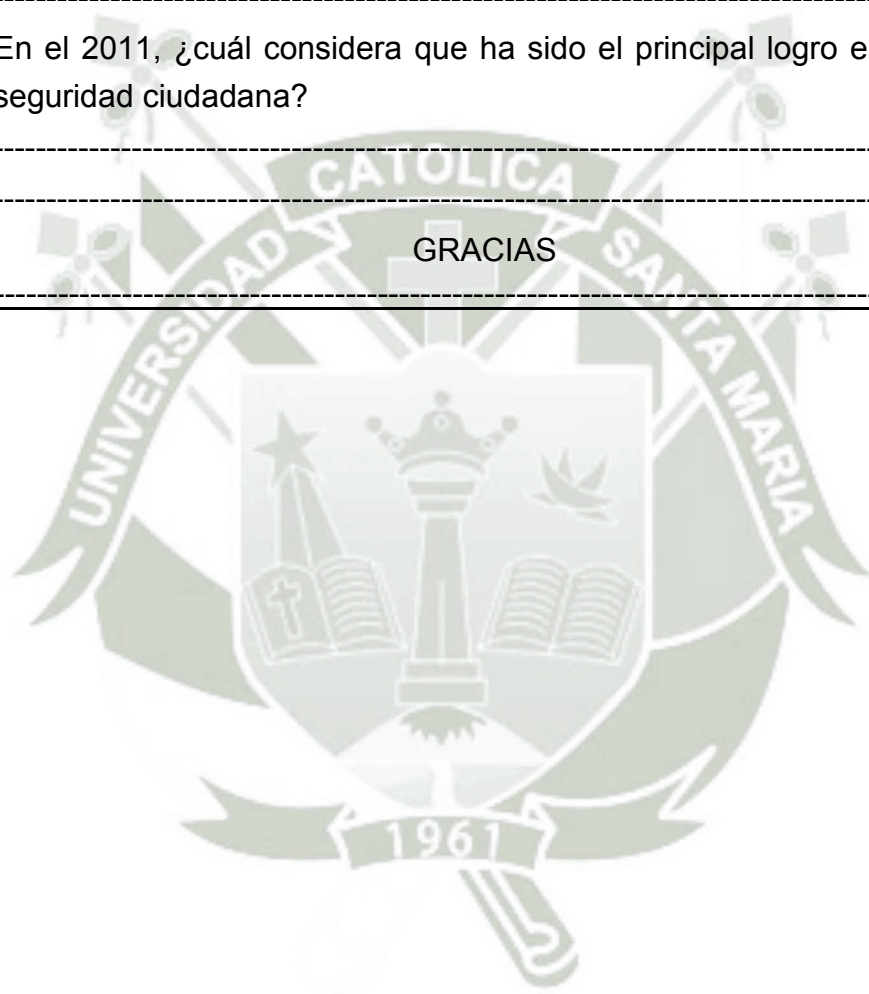 En el 2011, ¿cuál considera que ha sido el principal logro e
seguridad ciudadana?
GRACIAS
UNIVERSIDAD CATOLICA SANTA MARIA
1961